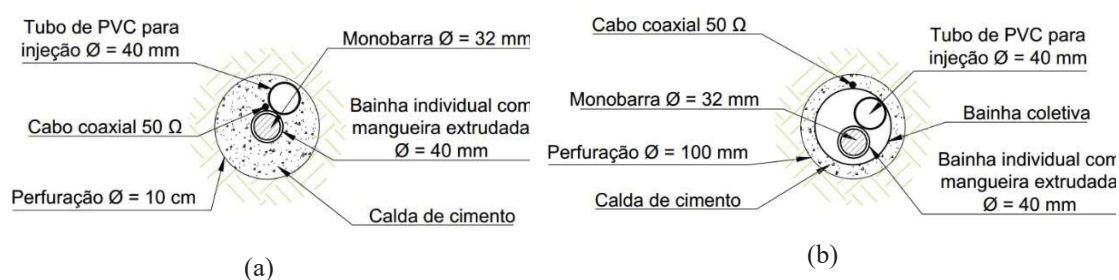 Tubo de PVC para
injeção Ø = 40 mm
Monobarra Ø = 32 mm
Cabo coaxial 50 Ω
Bainha individual com
mangueira extrudada
Ø = 40 mm
Perfuração Ø = 10 cm
Calda de cimento
(a)
Cabo coaxial 50 Ω
Tubo de PVC para
injeção Ø = 40 mm
Monobarra Ø = 32 mm
Bainha coletiva
Perfuração Ø = 100 mm
Bainha individual com
mangueira extrudada
Ø = 40 mm
Calda de cimento
(b)